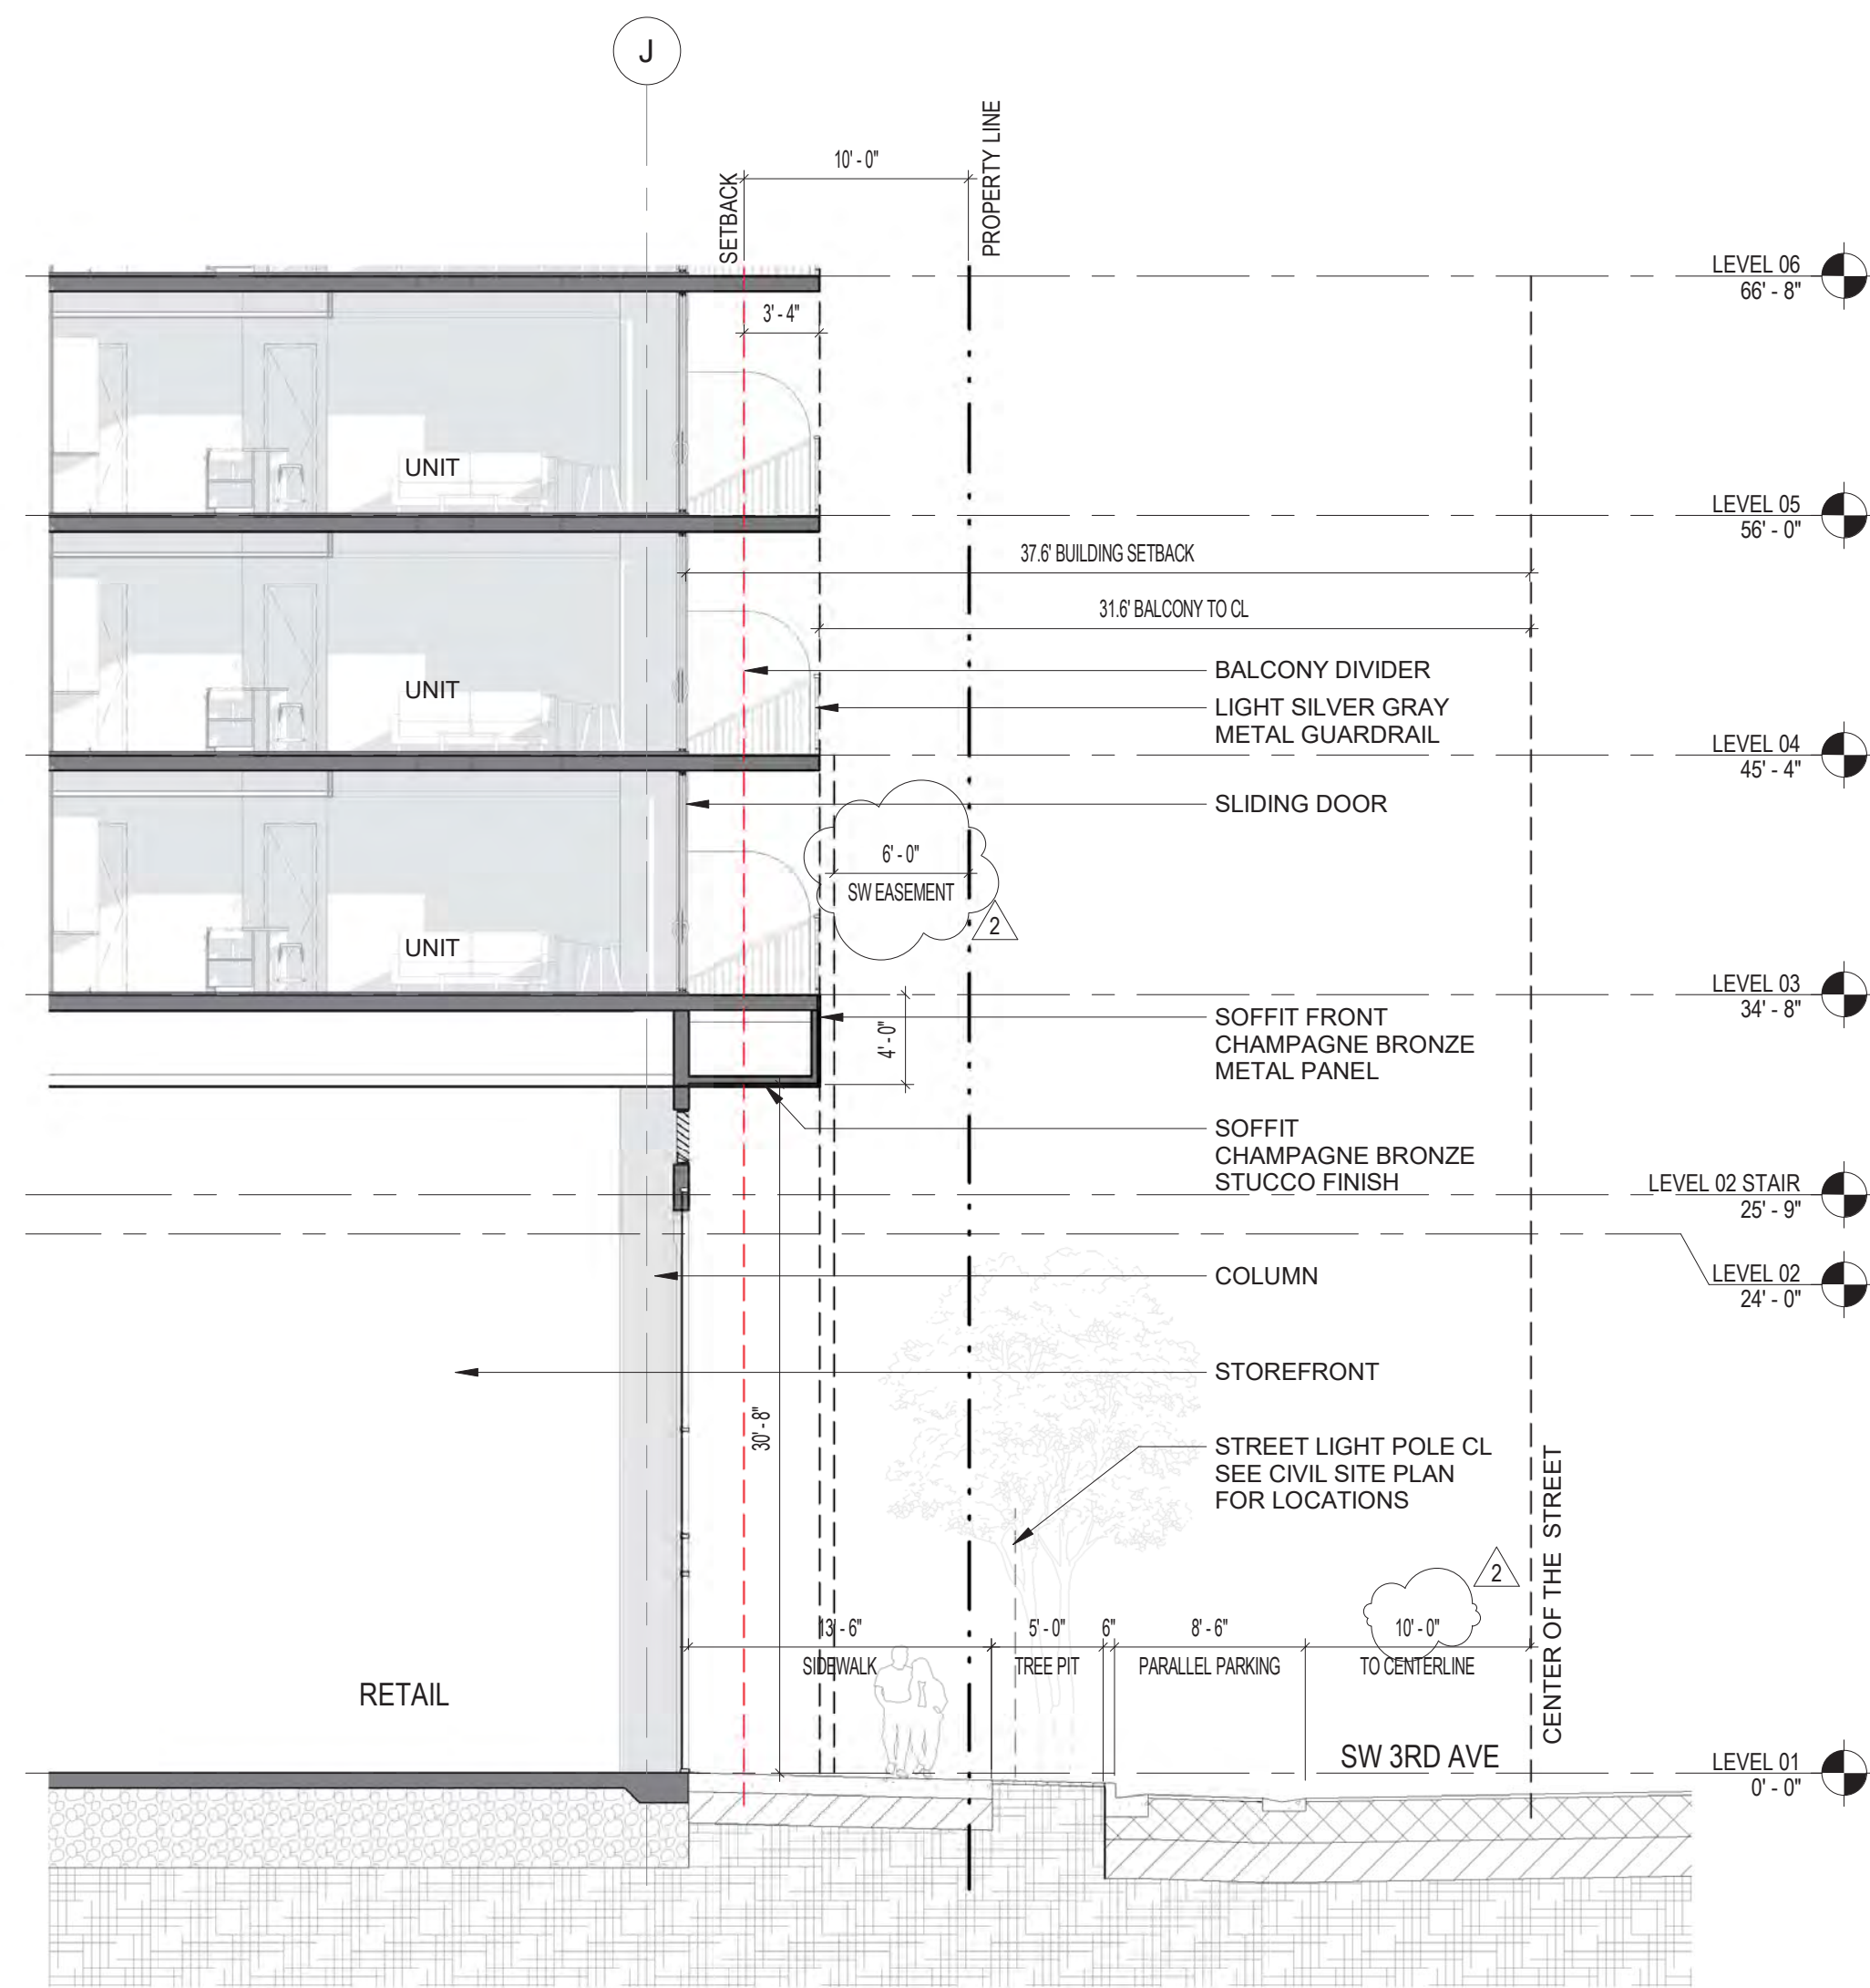 J
10' - 0"
SETBACK
PROPERTY LINE
LEVEL 06
66' - 8"
3' - 4"
UNIT
LEVEL 05
56' - 0"
37.6' BUILDING SETBACK
31.6' BALCONY TO CL
BALCONY DIVIDER
UNIT
LIGHT SILVER GRAY
METAL GUARDRAIL
LEVEL 04
45' - 4"
SLIDING DOOR
6' - 0"
SW EASEMENT
2
UNIT
LEVEL 03
34' - 8"
4' - 0"
SOFFIT FRONT
CHAMPAGNE BRONZE
METAL PANEL
SOFFIT
CHAMPAGNE BRONZE
STUCCO FINISH
LEVEL 02 STAIR
25' - 9"
LEVEL 02
24' - 0"
COLUMN
STOREFRONT
30' - 8"
STREET LIGHT POLE CL
SEE CIVIL SITE PLAN
FOR LOCATIONS
CENTER OF THE STREET
2
13' - 6"
5' - 0"
6"
8' - 6"
10' - 0"
SIDEWALK
TREE PIT
PARALLEL PARKING
TO CENTERLINE
RETAIL
SW 3RD AVE
LEVEL 01
0' - 0"